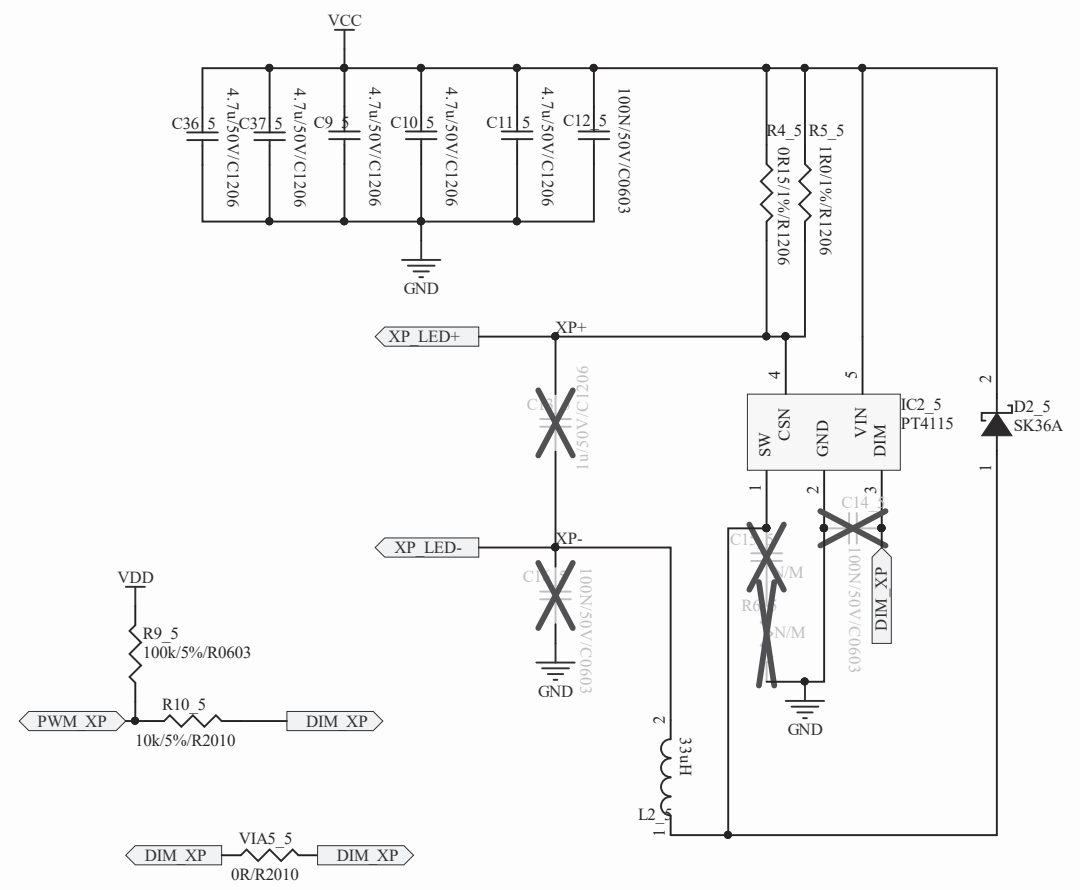 VCC
C36_5
4.7u/50V/C1206
C37_5
4.7u/50V/C1206
C9_5
4.7u/50V/C1206
C10_5
4.7u/50V/C1206
C11_5
4.7u/50V/C1206
C12_5
100N/50V/C0603
GND
R4_5
0R15/1%/R1206
R5_5
1R0/1%/R1206
XP_LED+
XP+
1u/50V/C1206
4
5
CSN
VIN
SW
GND
DIM
IC2_5
PT4115
1
2
3
2
D2_5
SK36A
1
C14_5
100N/50V/C0603
N/M
N/M
DIM_XP
GND
XP_LED-
XP-
100N/50V/C0603
GND
VDD
R9_5
100k/5%/R0603
PWM_XP
R10_5
10k/5%/R2010
DIM_XP
2
33uH
L2_5
1
DIM_XP
VIA5_5
0R/R2010
DIM_XP